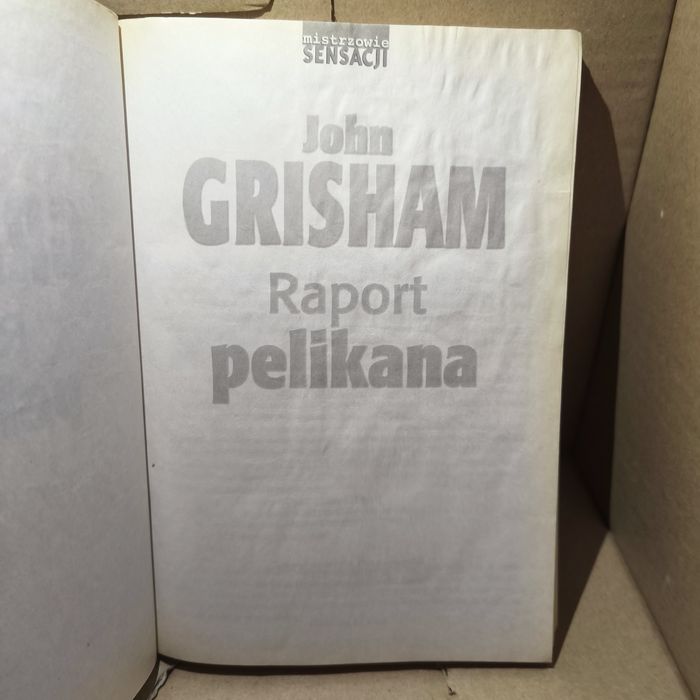 mistrzowie
SENSACJI
John
GRISHAM
Raport
pelikana